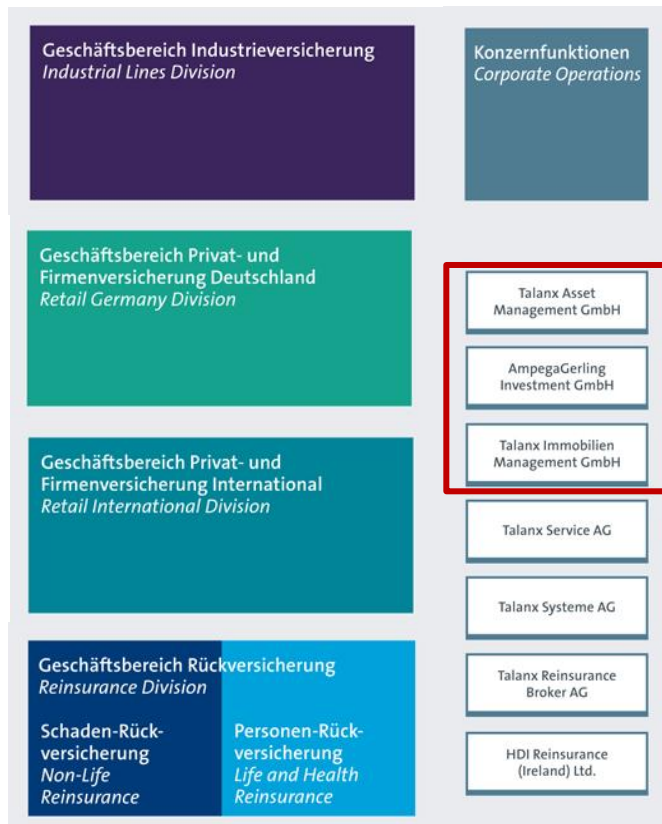 Geschäftsbereich Industrieversicherung
Industrial Lines Division
Geschäftsbereich Privat- und
Firmenversicherung Deutschland
Retail Germany Division
Geschäftsbereich Privat- und
Firmenversicherung International
Retail International Division
Geschäftsbereich Rückversicherung
Reinsurance Division
Schaden-Rück-
versicherung
Non-Life
Reinsurance
Personen-Rück-
versicherung
Life and Health
Reinsurance
Konzernfunktionen
Corporate Operations
Talanx Asset
Management GmbH
AmpegaGerling
Investment GmbH
Talanx Immobilien
Management GmbH
Talanx Service AG
Talanx Systeme AG
Talanx Reinsurance
Broker AG
HDI Reinsurance
(Ireland) Ltd.